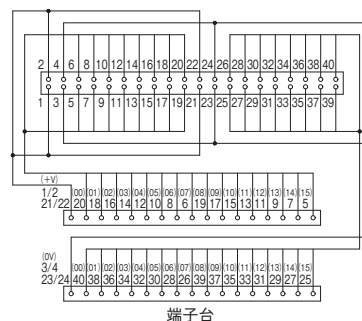 2 4 6 8 10 12 14 16 18 20 22 24 26 28 30 32 34 36 38 40
1 3 5 7 9 11 13 15 17 19 21 23 25 27 29 31 33 35 37 39
(+V)
1/2 (00) (01) (02) (03) (04) (05) (06) (07) (08) (09) (10) (11) (12) (13) (14) (15)
21/22 20 18 16 14 12 10 8 6 19 17 15 13 11 9 7 5
(0V)
3/4 (00) (01) (02) (03) (04) (05) (06) (07) (08) (09) (10) (11) (12) (13) (14) (15)
23/24 40 38 36 34 32 30 28 26 39 37 35 33 31 29 27 25
端子台